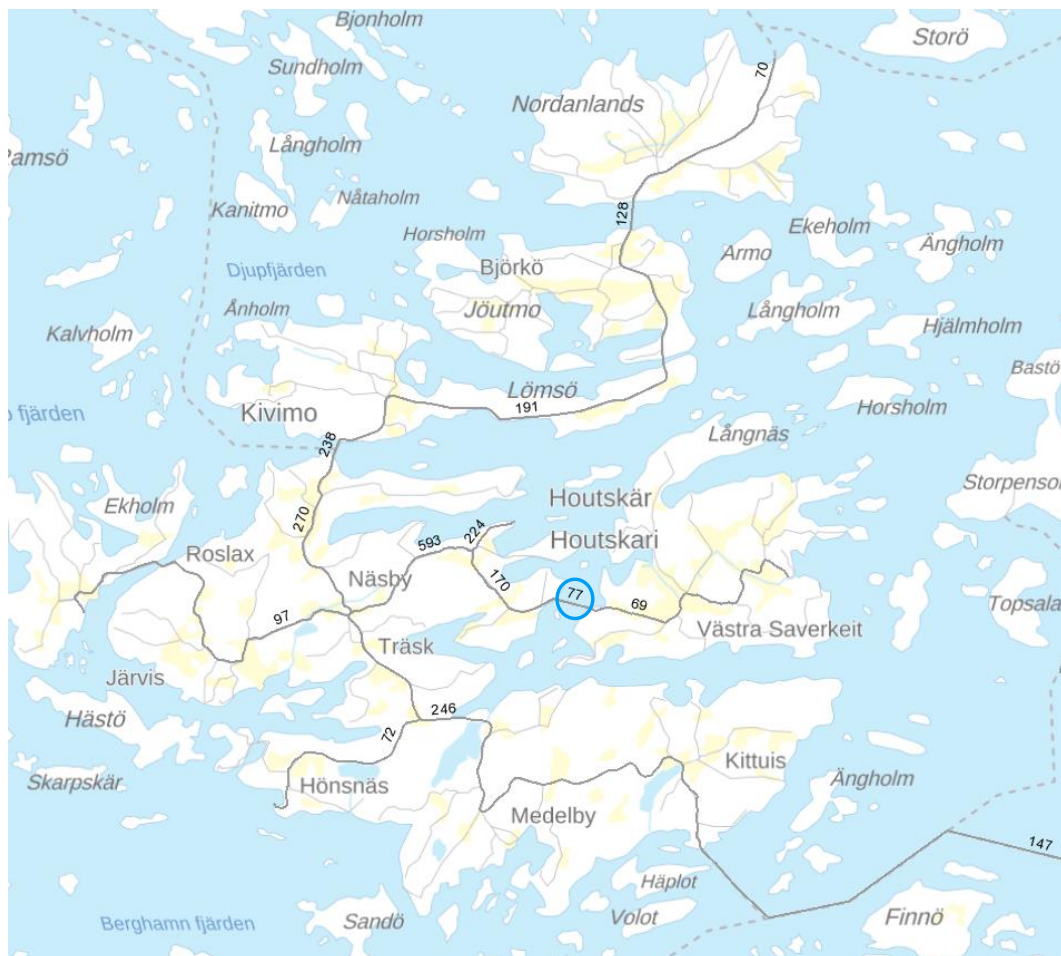 Bjonholm
Storö
Sundholm
70
Nordanlands
Långholm
Ramsö
Nåtaholm
Kanitmo
128
Ekeholm
Horsholm
Ängholm
Armo
Björkö
Djupfjärden
Jöutmo
Långholm
Ånholm
Hjälmholm
Kalvholm
Bastö
Lömsö
Kivimo
191
Horsholm
fjärden
Långnäs
238
Storpenson
Ekholm
Houtskär
270
224
593
Houtskari
Roslax
Näsby
170
77
69
Topsala
97
Västra Saverkeit
Träsk
Järvis
246
Hästö
72
Kittuis
Skarpskär
Hönsnäs
Ängholm
Medelby
147
Häplot
Berghamn fjärden
Sandö
Volot
Finnö